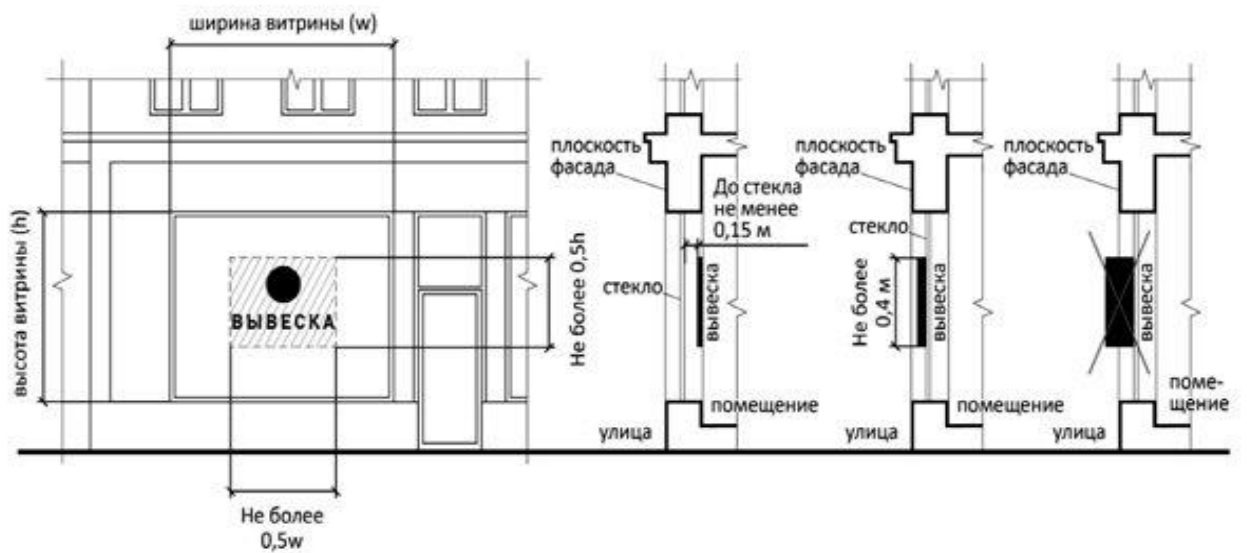 ширина витрины (w)
высота витрины (h)
ВЫВЕСКА
Не более 0,5h
Не более
0,5w
плоскость
фасада
До стекла
не менее
0,15 м
стекло
вывеска
помещение
улица
плоскость
фасада
стекло
Не более
0,4 м
вывеска
помещение
улица
плоскость
фасада
вывеска
поме-
щение
улица